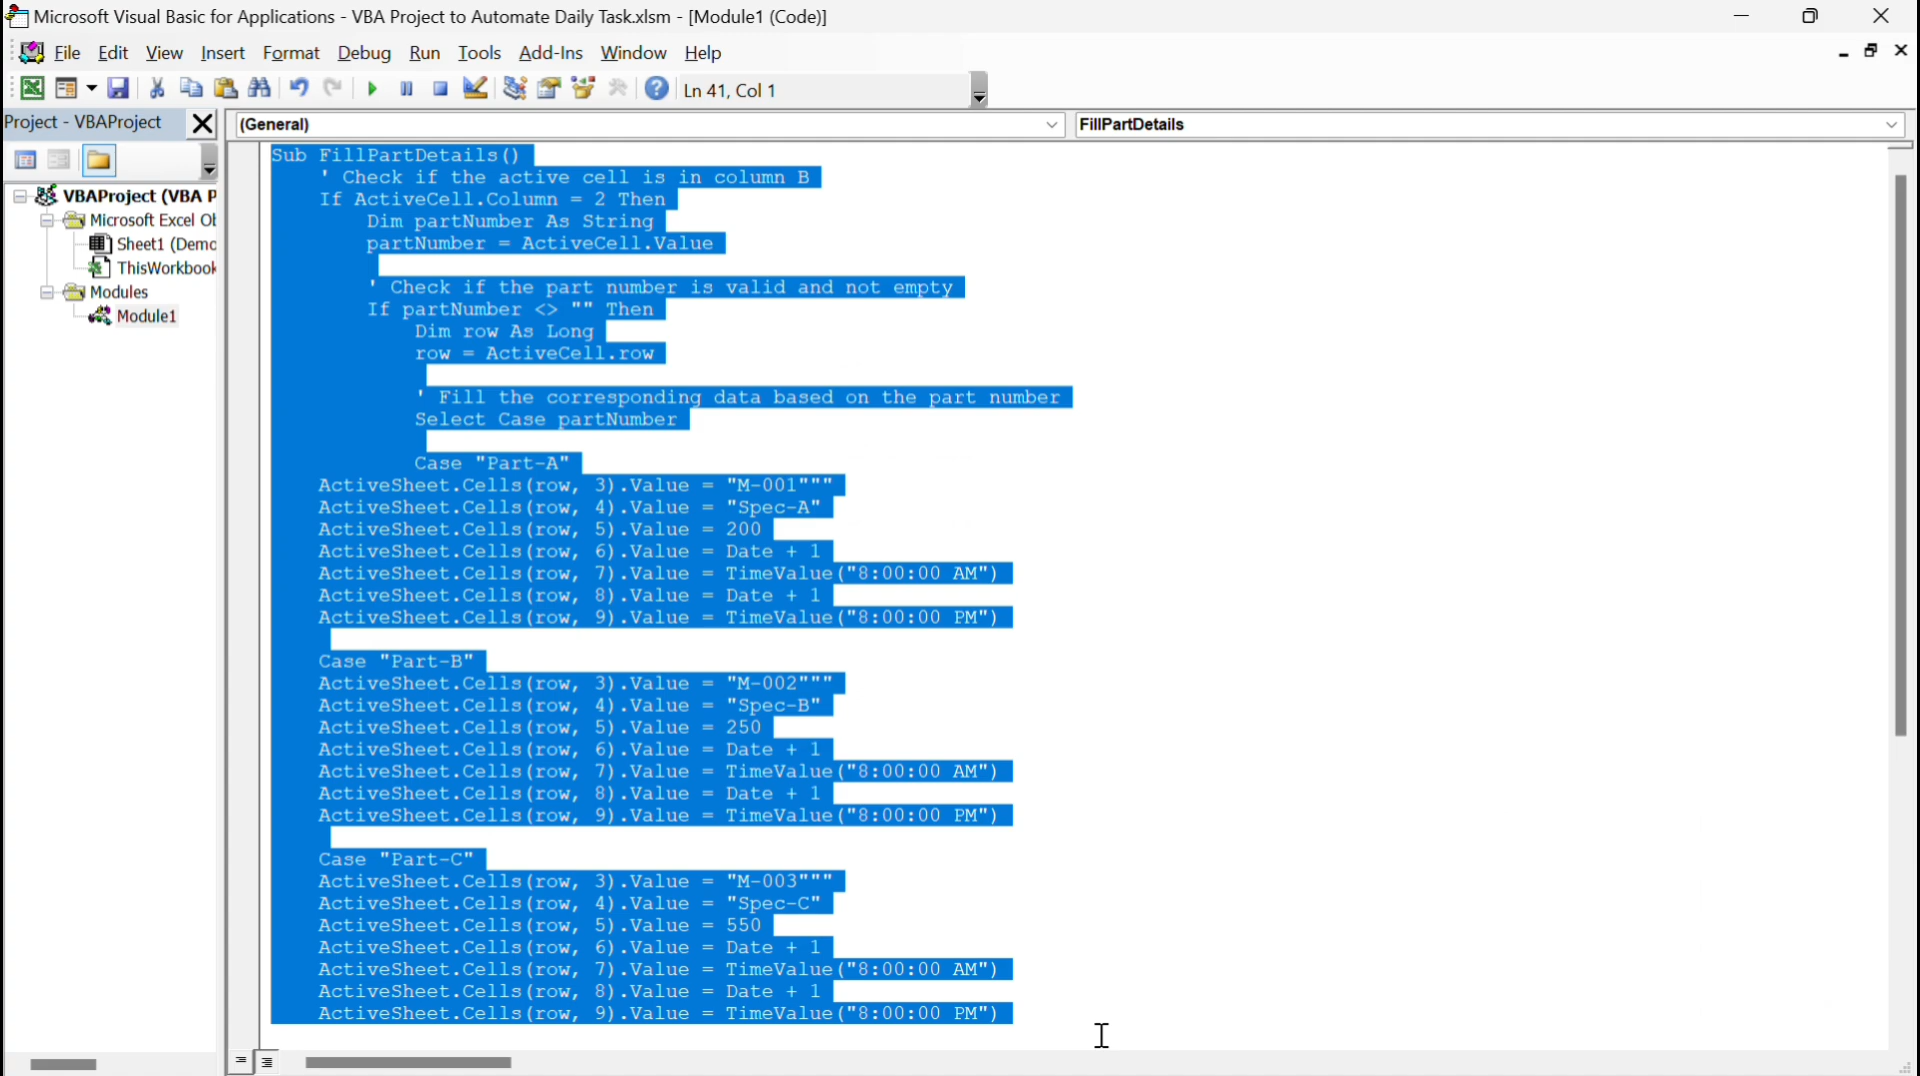 Microsoft Visual Basic for Applications - VBA Project to Automate Daily Task.xlsm - [Module1 (Code)]
File Edit View Insert Format Debug Run Tools Add-Ins Window Help
Ln 41, Col 1
Project - VBAProject
(General) FillPartDetails
VBAProject (VBA P
Microsoft Excel Ob
Sheet1 (Demo
ThisWorkbook
Modules
Module1
Sub FillPartDetails()
' Check if the active cell is in column B
If ActiveCell.Column = 2 Then
Dim partNumber As String
partNumber = ActiveCell.Value
' Check if the part number is valid and not empty
If partNumber <> "" Then
Dim row As Long
row = ActiveCell.row
' Fill the corresponding data based on the part number
Select Case partNumber
Case "Part-A"
ActiveSheet.Cells(row, 3).Value = "M-001"""
ActiveSheet.Cells(row, 4).Value = "Spec-A"
ActiveSheet.Cells(row, 5).Value = 200
ActiveSheet.Cells(row, 6).Value = Date + 1
ActiveSheet.Cells(row, 7).Value = TimeValue("8:00:00 AM")
ActiveSheet.Cells(row, 8).Value = Date + 1
ActiveSheet.Cells(row, 9).Value = TimeValue("8:00:00 PM")
Case "Part-B"
ActiveSheet.Cells(row, 3).Value = "M-002"""
ActiveSheet.Cells(row, 4).Value = "Spec-B"
ActiveSheet.Cells(row, 5).Value = 250
ActiveSheet.Cells(row, 6).Value = Date + 1
ActiveSheet.Cells(row, 7).Value = TimeValue("8:00:00 AM")
ActiveSheet.Cells(row, 8).Value = Date + 1
ActiveSheet.Cells(row, 9).Value = TimeValue("8:00:00 PM")
Case "Part-C"
ActiveSheet.Cells(row, 3).Value = "M-003"""
ActiveSheet.Cells(row, 4).Value = "Spec-C"
ActiveSheet.Cells(row, 5).Value = 550
ActiveSheet.Cells(row, 6).Value = Date + 1
ActiveSheet.Cells(row, 7).Value = TimeValue("8:00:00 AM")
ActiveSheet.Cells(row, 8).Value = Date + 1
ActiveSheet.Cells(row, 9).Value = TimeValue("8:00:00 PM")